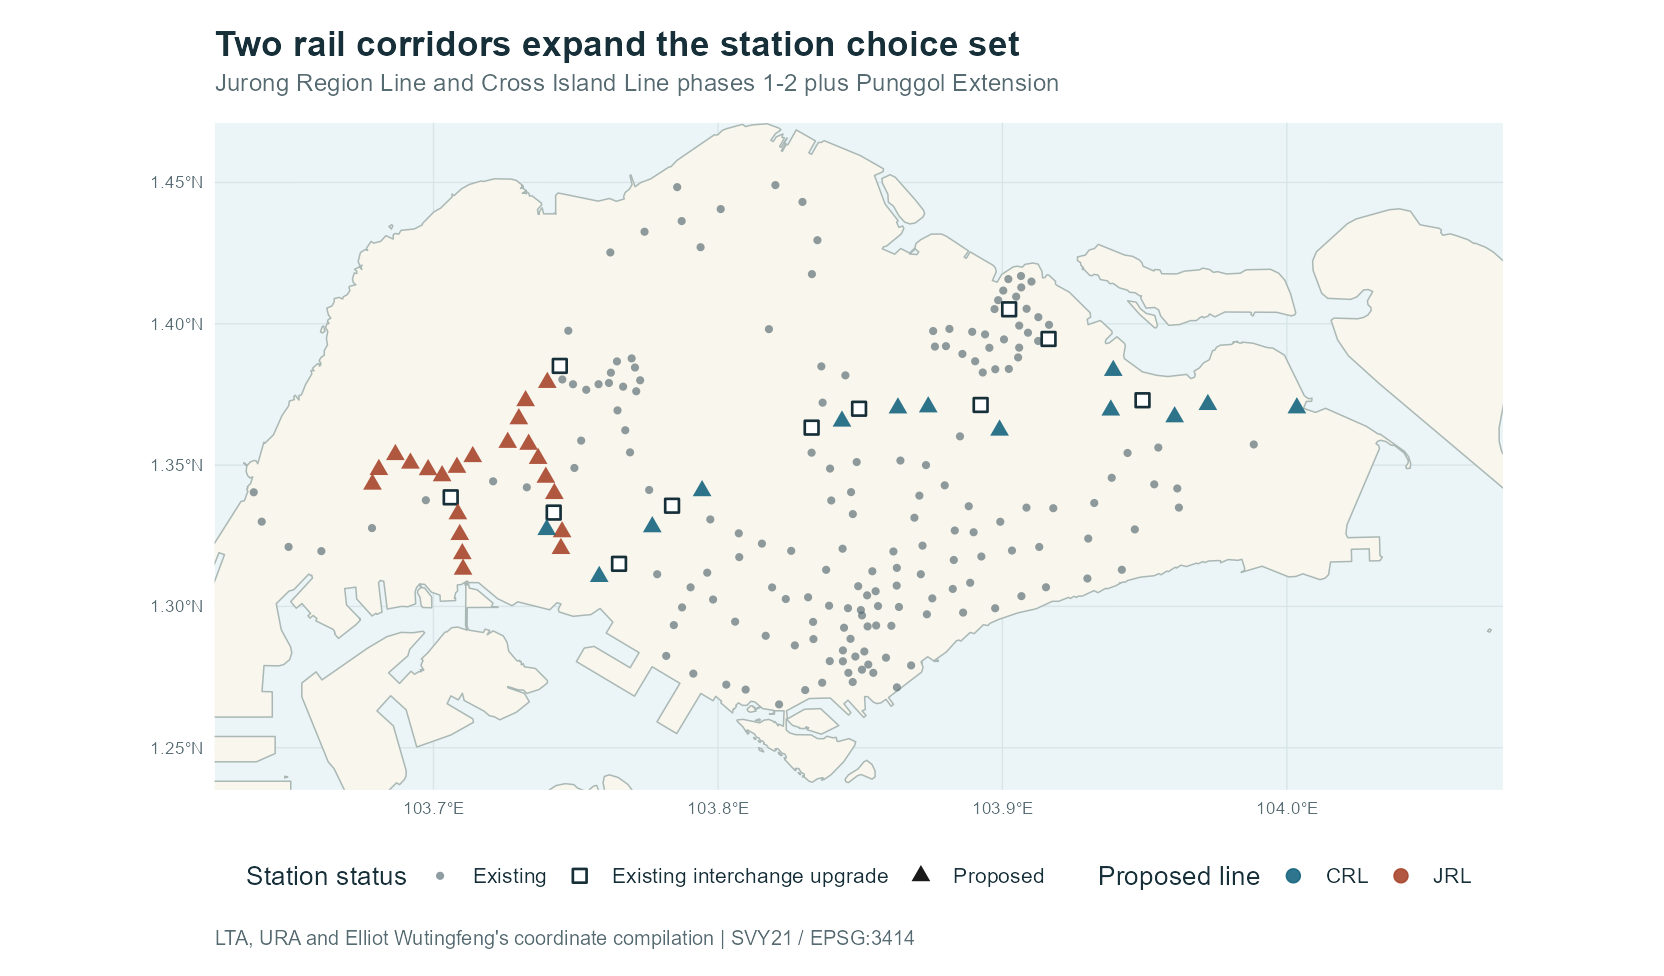 Two rail corridors expand the station choice set
Jurong Region Line and Cross Island Line phases 1-2 plus Punggol Extension
1.45°N
1.40°N
1.35°N
1.30°N
1.25°N
103.7°E 103.8°E 103.9°E 104.0°E
Station status Existing Existing interchange upgrade Proposed Proposed line CRL JRL
LTA, URA and Elliot Wutingfeng's coordinate compilation | SVY21 / EPSG:3414